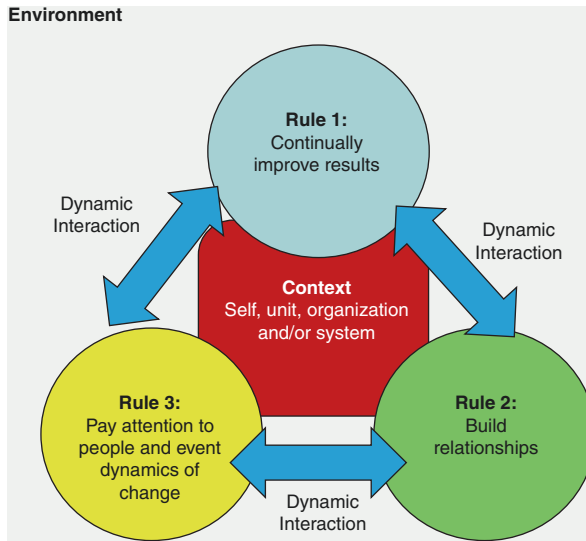 Environment
Rule 1:
Continually
improve results
Dynamic
Interaction
Dynamic
Interaction
Context
Self, unit, organization
and/or system
Rule 3:
Pay attention to
people and event
dynamics of
change
Rule 2:
Build
relationships
Dynamic
Interaction